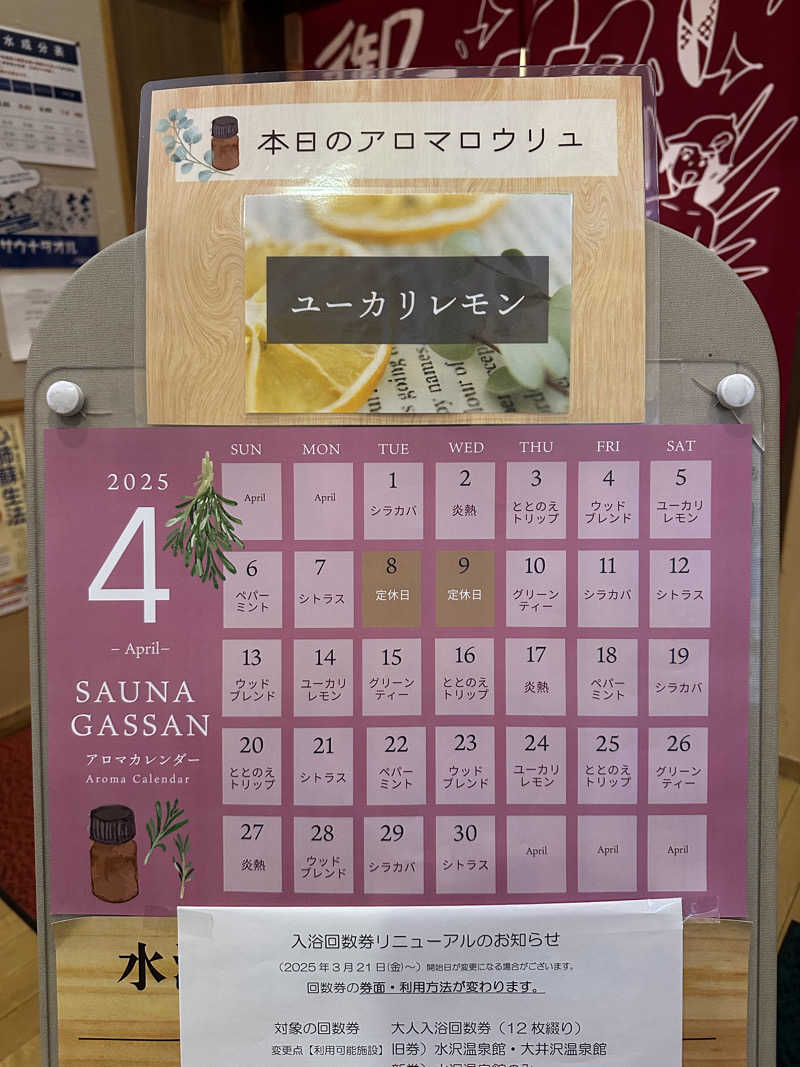 御
水成分表
サウナタオル
心肺蘇生法
本日のアロマロウリュ
ユーカリレモン
2025
4
– April–
SAUNA
GASSAN
アロマカレンダー
Aroma Calendar
SUN MON TUE WED THU FRI SAT
April April 1 2 3 4 5
シラカバ 炎熱 ととのえトリップ ウッドブレンド ユーカリレモン
6 7 8 9 10 11 12
ペパーミント シトラス 定休日 定休日 グリーンティー シラカバ シトラス
13 14 15 16 17 18 19
ウッドブレンド ユーカリレモン グリーンティー ととのえトリップ 炎熱 ペパーミント シラカバ
20 21 22 23 24 25 26
ととのえトリップ シトラス ペパーミント ウッドブレンド ユーカリレモン ととのえトリップ グリーンティー
27 28 29 30 April April April
炎熱 ウッドブレンド シラカバ シトラス
水
入浴回数券リニューアルのお知らせ
（2025年3月21日(金)〜）開始日が変更になる場合がございます。
回数券の券面・利用方法が変わります。
対象の回数券 大人入浴回数券（12枚綴り）
変更点【利用可能施設】旧券）水沢温泉館・大井沢温泉館